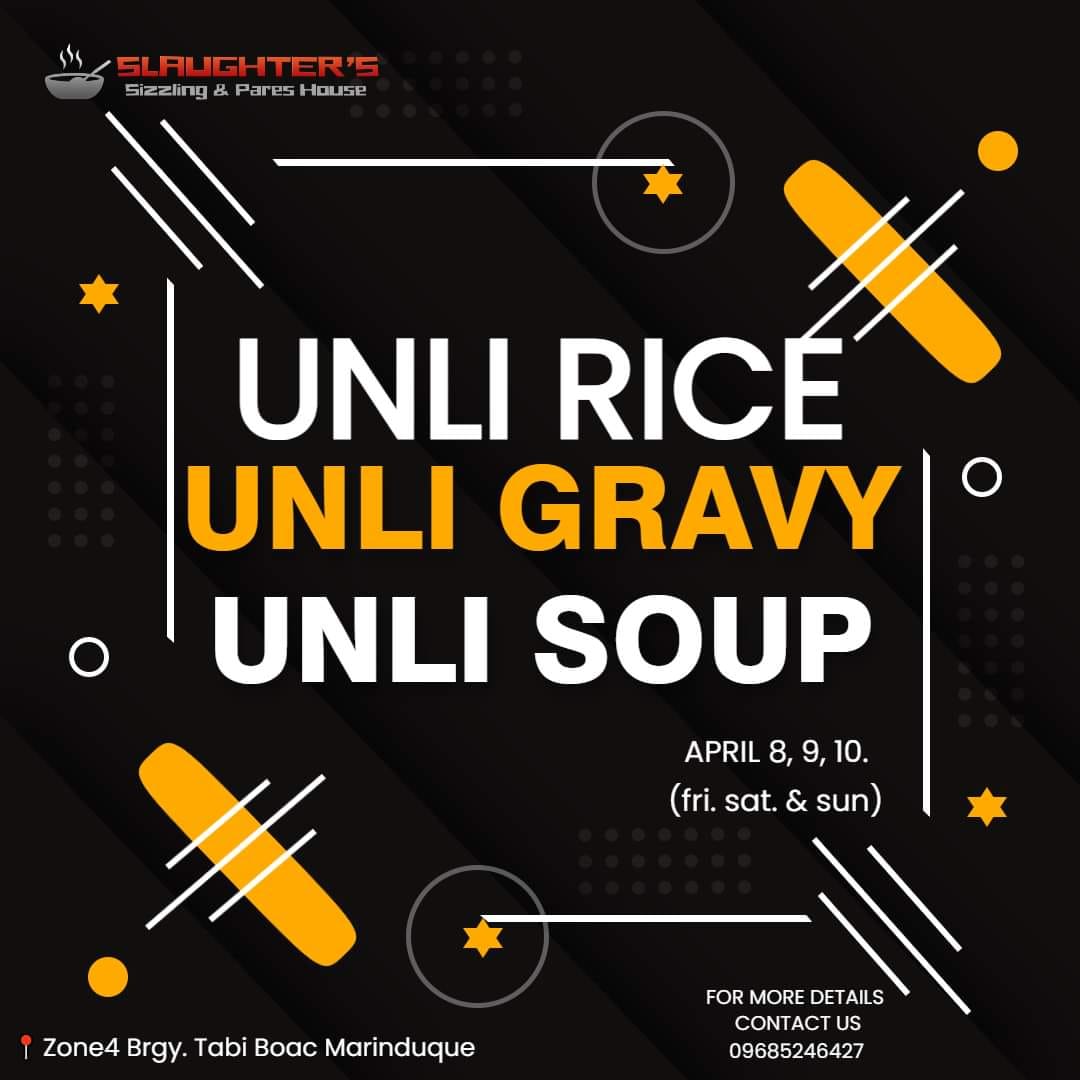 SLAUGHTER'S
Sizzling & Pares House
UNLI RICE
UNLI GRAVY
UNLI SOUP
APRIL 8, 9, 10.
(fri. sat. & sun)
FOR MORE DETAILS
CONTACT US
09685246427
Zone4 Brgy. Tabi Boac Marinduque